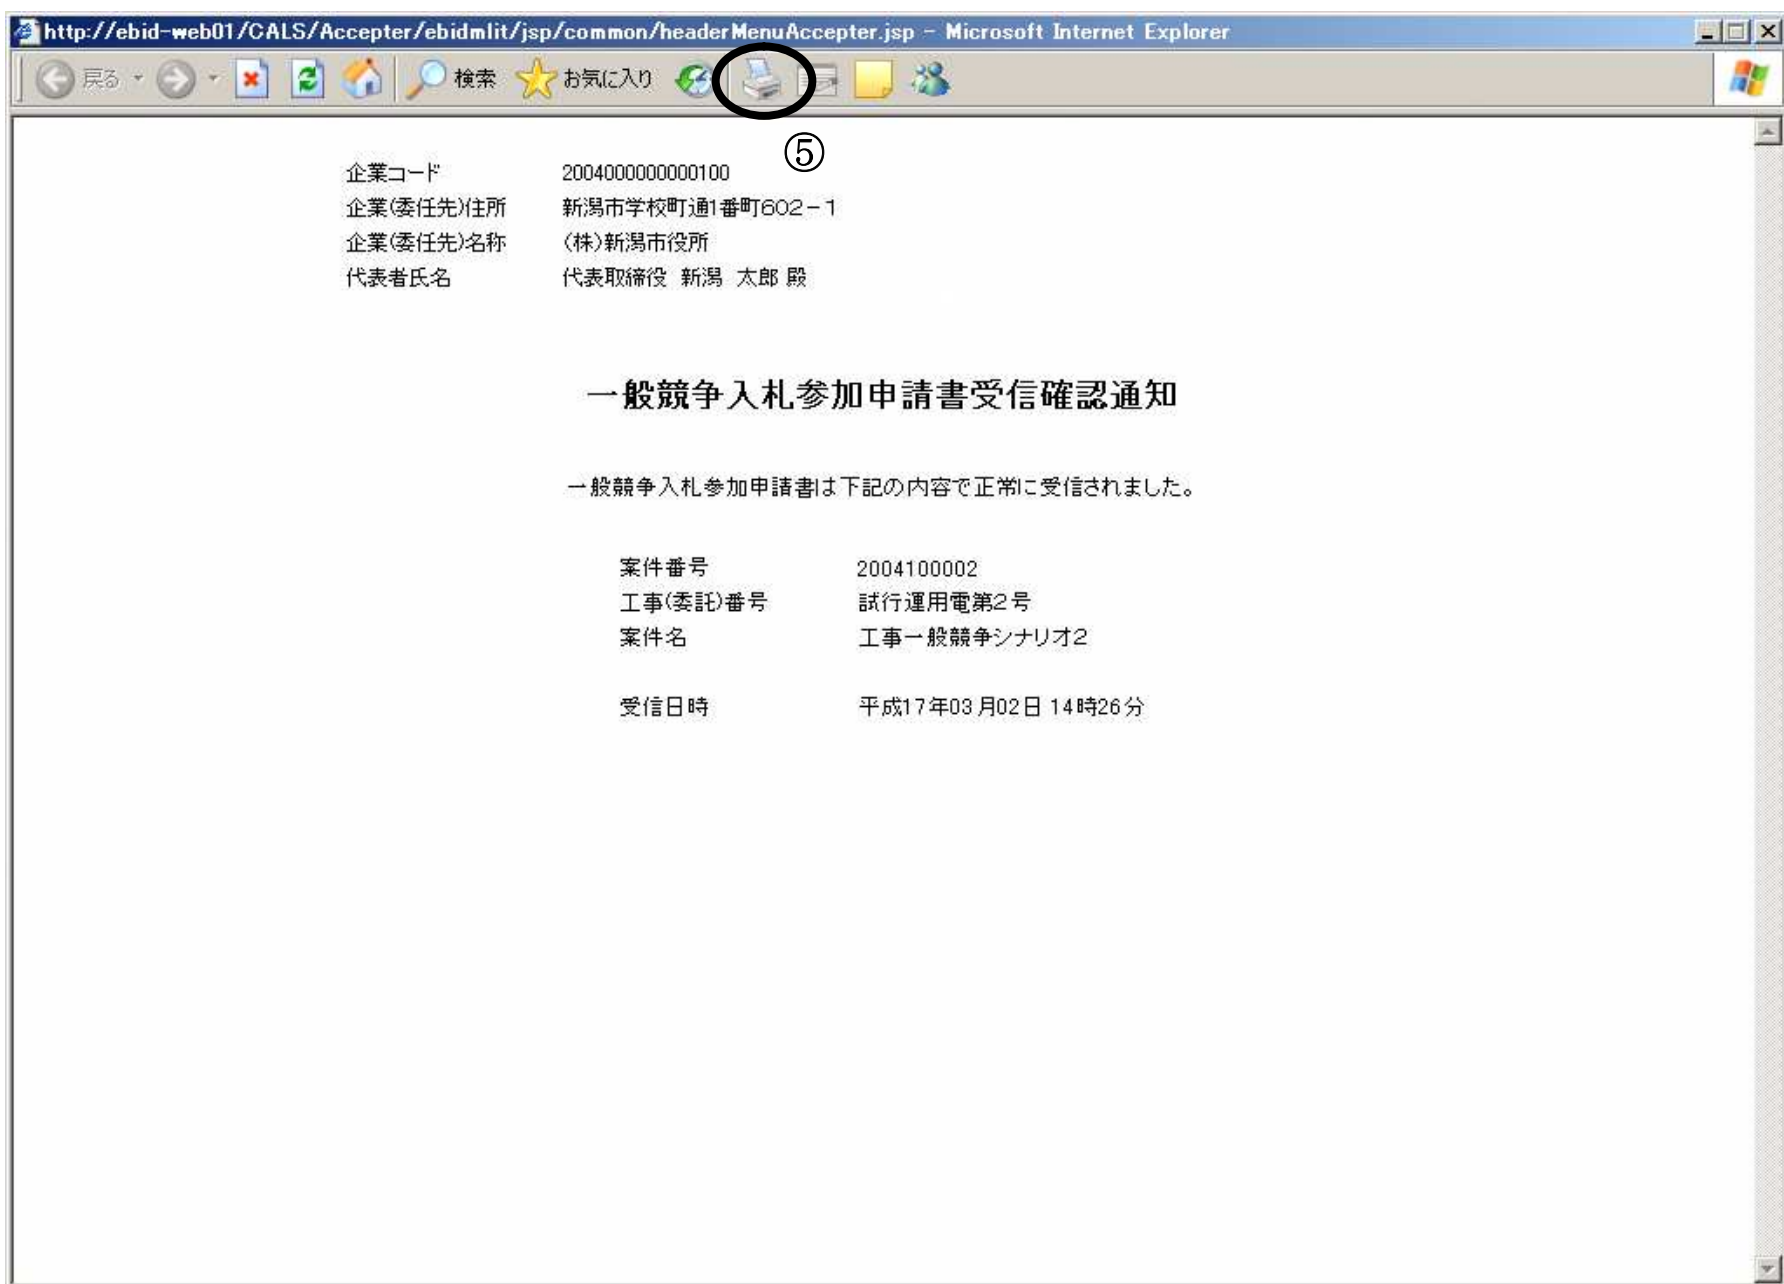 http://ebid-web01/CALS/Accepter/ebidmlit/jsp/common/headerMenuAccepter.jsp - Microsoft Internet Explorer
戻る 検索 お気に入り
⑤
企業コード 2004000000000100
企業(委任先)住所 新潟市学校町通1番町602-1
企業(委任先)名称 (株)新潟市役所
代表者氏名 代表取締役 新潟 太郎 殿
一般競争入札参加申請書受信確認通知
一般競争入札参加申請書は下記の内容で正常に受信されました。
案件番号 2004100002
工事(委託)番号 試行運用電第2号
案件名 工事一般競争シナリオ2
受信日時 平成17年03月02日 14時26分